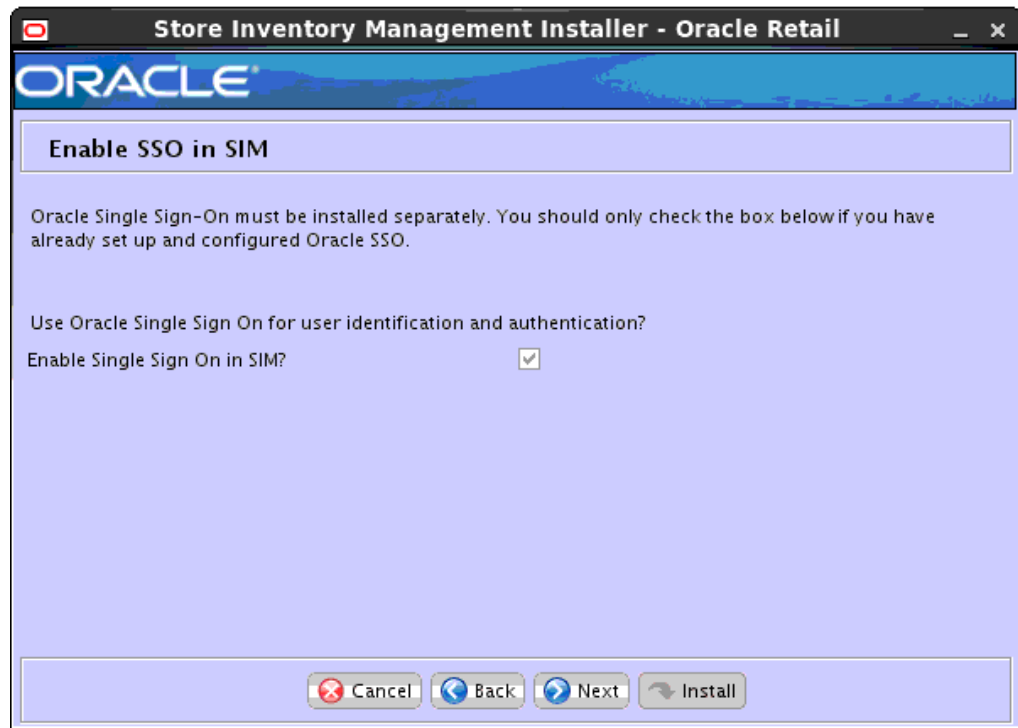 Store Inventory Management Installer - Oracle Retail
ORACLE
Enable SSO in SIM
Oracle Single Sign-On must be installed separately. You should only check the box below if you have
already set up and configured Oracle SSO.
Use Oracle Single Sign On for user identification and authentication?
Enable Single Sign On in SIM?
Cancel Back Next Install